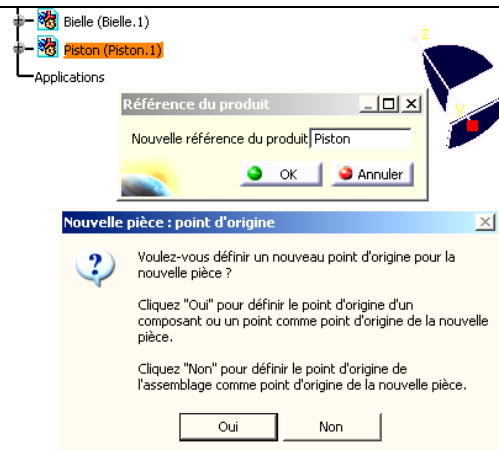 Bielle (Bielle.1)
Piston (Piston.1)
Applications
z
y
Référence du produit
Nouvelle référence du produit Piston
OK Annuler
Nouvelle pièce : point d'origine
Voulez-vous définir un nouveau point d'origine pour la
nouvelle pièce ?
Cliquez "Oui" pour définir le point d'origine d'un
composant ou un point comme point d'origine de la nouvelle
pièce.
Cliquez "Non" pour définir le point d'origine de
l'assemblage comme point d'origine de la nouvelle pièce.
Oui Non